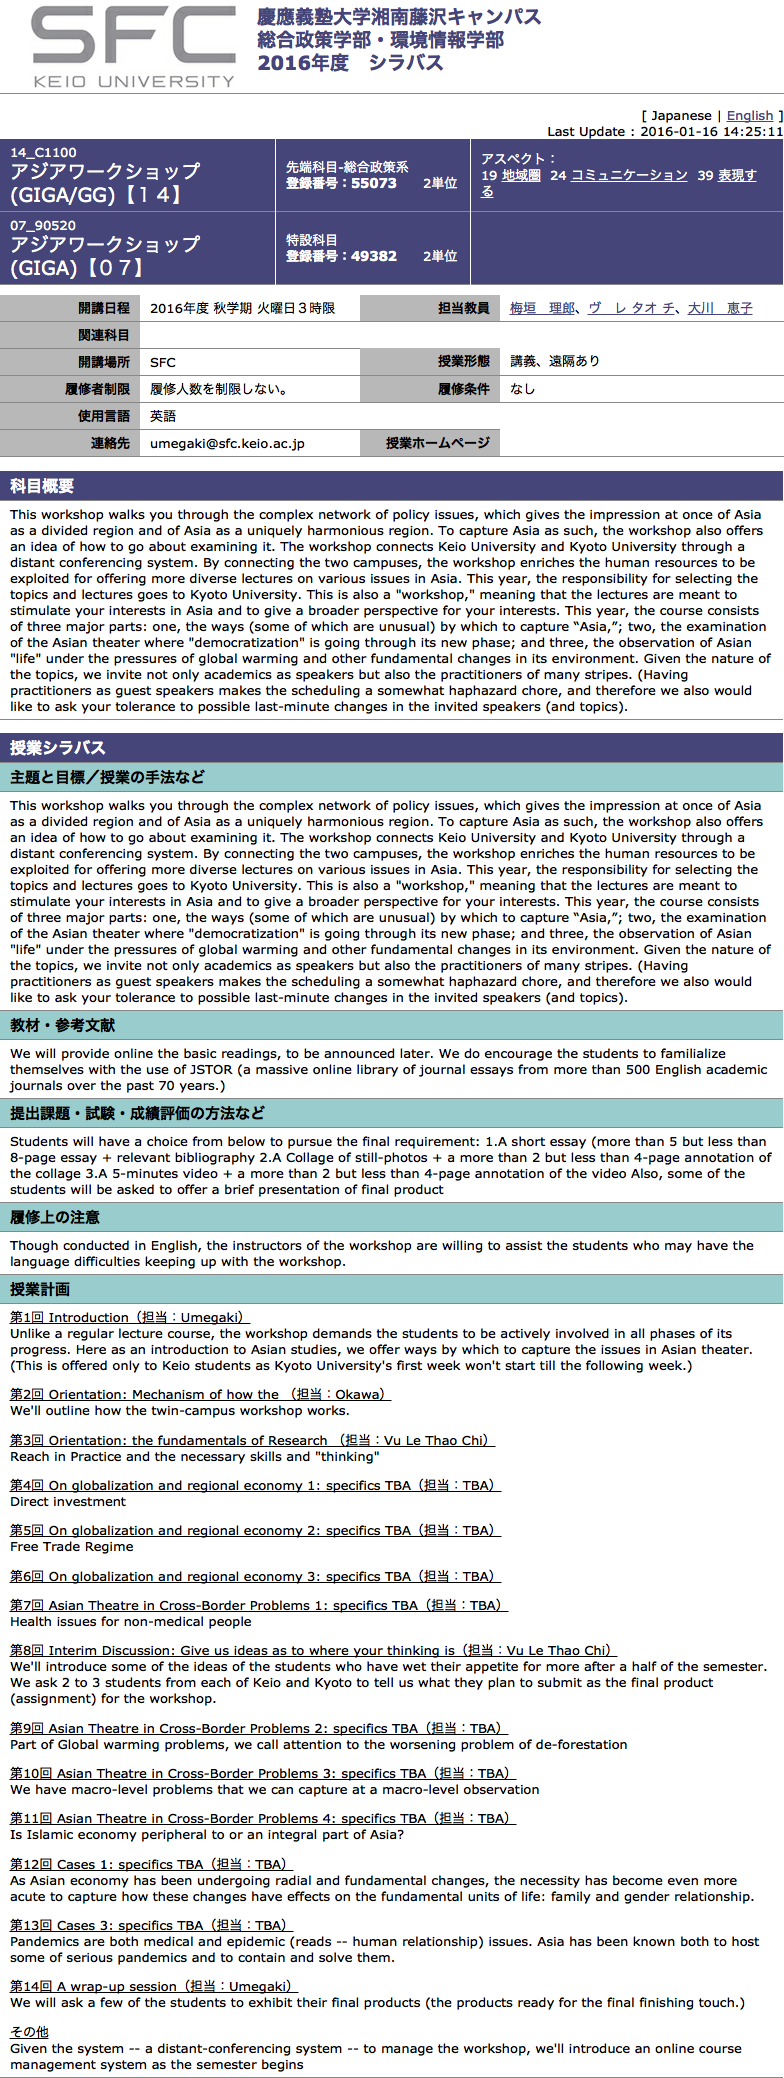 SFC
KEIO UNIVERSITY
慶應義塾大学湘南藤沢キャンパス
総合政策学部・環境情報学部
2016年度　シラバス
[ Japanese | English ]
Last Update : 2016-01-16 14:25:11
14_C1100
アジアワークショップ
(GIGA/GG)【１４】
先端科目-総合政策系
登録番号：55073　2単位
アスペクト：
19 地域圏 24 コミュニケーション 39 表現す
る
07_90520
アジアワークショップ
(GIGA)【０７】
特設科目
登録番号：49382　2単位
開講日程 2016年度 秋学期 火曜日３時限 担当教員 梅垣　理郎、ヴ　レ タオ チ、大川　恵子
関連科目
開講場所 SFC 授業形態 講義、遠隔あり
履修者制限 履修人数を制限しない。 履修条件 なし
使用言語 英語
連絡先 umegaki@sfc.keio.ac.jp 授業ホームページ
科目概要
This workshop walks you through the complex network of policy issues, which gives the impression at once of Asia
as a divided region and of Asia as a uniquely harmonious region. To capture Asia as such, the workshop also offers
an idea of how to go about examining it. The workshop connects Keio University and Kyoto University through a
distant conferencing system. By connecting the two campuses, the workshop enriches the human resources to be
exploited for offering more diverse lectures on various issues in Asia. This year, the responsibility for selecting the
topics and lectures goes to Kyoto University. This is also a "workshop," meaning that the lectures are meant to
stimulate your interests in Asia and to give a broader perspective for your interests. This year, the course consists
of three major parts: one, the ways (some of which are unusual) by which to capture “Asia,”; two, the examination
of the Asian theater where "democratization" is going through its new phase; and three, the observation of Asian
"life" under the pressures of global warming and other fundamental changes in its environment. Given the nature of
the topics, we invite not only academics as speakers but also the practitioners of many stripes. (Having
practitioners as guest speakers makes the scheduling a somewhat haphazard chore, and therefore we also would
like to ask your tolerance to possible last-minute changes in the invited speakers (and topics).
授業シラバス
主題と目標／授業の手法など
This workshop walks you through the complex network of policy issues, which gives the impression at once of Asia
as a divided region and of Asia as a uniquely harmonious region. To capture Asia as such, the workshop also offers
an idea of how to go about examining it. The workshop connects Keio University and Kyoto University through a
distant conferencing system. By connecting the two campuses, the workshop enriches the human resources to be
exploited for offering more diverse lectures on various issues in Asia. This year, the responsibility for selecting the
topics and lectures goes to Kyoto University. This is also a "workshop," meaning that the lectures are meant to
stimulate your interests in Asia and to give a broader perspective for your interests. This year, the course consists
of three major parts: one, the ways (some of which are unusual) by which to capture “Asia,”; two, the examination
of the Asian theater where "democratization" is going through its new phase; and three, the observation of Asian
"life" under the pressures of global warming and other fundamental changes in its environment. Given the nature of
the topics, we invite not only academics as speakers but also the practitioners of many stripes. (Having
practitioners as guest speakers makes the scheduling a somewhat haphazard chore, and therefore we also would
like to ask your tolerance to possible last-minute changes in the invited speakers (and topics).
教材・参考文献
We will provide online the basic readings, to be announced later. We do encourage the students to familialize
themselves with the use of JSTOR (a massive online library of journal essays from more than 500 English academic
journals over the past 70 years.)
提出課題・試験・成績評価の方法など
Students will have a choice from below to pursue the final requirement: 1.A short essay (more than 5 but less than
8-page essay + relevant bibliography 2.A Collage of still-photos + a more than 2 but less than 4-page annotation of
the collage 3.A 5-minutes video + a more than 2 but less than 4-page annotation of the video Also, some of the
students will be asked to offer a brief presentation of final product
履修上の注意
Though conducted in English, the instructors of the workshop are willing to assist the students who may have the
language difficulties keeping up with the workshop.
授業計画
第1回 Introduction（担当：Umegaki）
Unlike a regular lecture course, the workshop demands the students to be actively involved in all phases of its
progress. Here as an introduction to Asian studies, we offer ways by which to capture the issues in Asian theater.
(This is offered only to Keio students as Kyoto University's first week won't start till the following week.)
第2回 Orientation: Mechanism of how the （担当：Okawa）
We'll outline how the twin-campus workshop works.
第3回 Orientation: the fundamentals of Research （担当：Vu Le Thao Chi）
Reach in Practice and the necessary skills and "thinking"
第4回 On globalization and regional economy 1: specifics TBA（担当：TBA）
Direct investment
第5回 On globalization and regional economy 2: specifics TBA（担当：TBA）
Free Trade Regime
第6回 On globalization and regional economy 3: specifics TBA（担当：TBA）
第7回 Asian Theatre in Cross-Border Problems 1: specifics TBA（担当：TBA）
Health issues for non-medical people
第8回 Interim Discussion: Give us ideas as to where your thinking is（担当：Vu Le Thao Chi）
We'll introduce some of the ideas of the students who have wet their appetite for more after a half of the semester.
We ask 2 to 3 students from each of Keio and Kyoto to tell us what they plan to submit as the final product
(assignment) for the workshop.
第9回 Asian Theatre in Cross-Border Problems 2: specifics TBA（担当：TBA）
Part of Global warming problems, we call attention to the worsening problem of de-forestation
第10回 Asian Theatre in Cross-Border Problems 3: specifics TBA（担当：TBA）
We have macro-level problems that we can capture at a macro-level observation
第11回 Asian Theatre in Cross-Border Problems 4: specifics TBA（担当：TBA）
Is Islamic economy peripheral to or an integral part of Asia?
第12回 Cases 1: specifics TBA（担当：TBA）
As Asian economy has been undergoing radial and fundamental changes, the necessity has become even more
acute to capture how these changes have effects on the fundamental units of life: family and gender relationship.
第13回 Cases 3: specifics TBA（担当：TBA）
Pandemics are both medical and epidemic (reads -- human relationship) issues. Asia has been known both to host
some of serious pandemics and to contain and solve them.
第14回 A wrap-up session（担当：Umegaki）
We will ask a few of the students to exhibit their final products (the products ready for the final finishing touch.)
その他
Given the system -- a distant-conferencing system -- to manage the workshop, we'll introduce an online course
management system as the semester begins